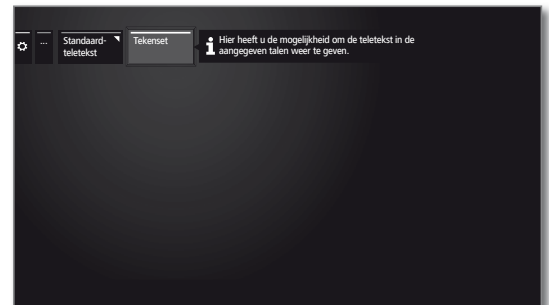 ...
Standaard-
teletekst
Tekenset
Hier heeft u de mogelijkheid om de teletekst in de
aangegeven talen weer te geven.